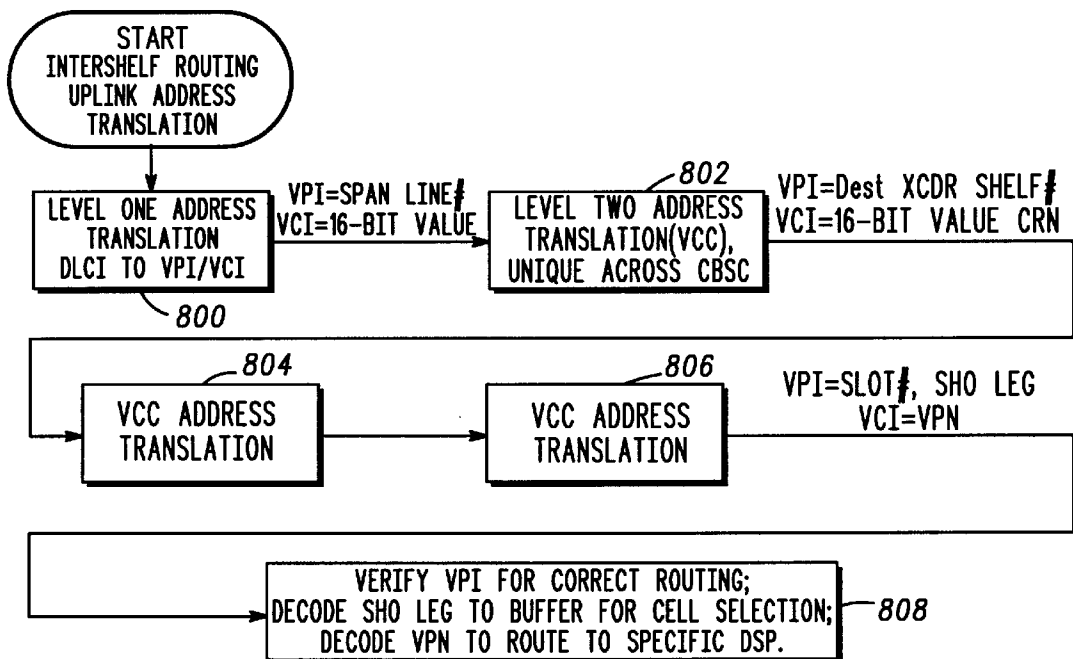 START
INTERSHELF ROUTING
UPLINK ADDRESS
TRANSLATION
LEVEL ONE ADDRESS
TRANSLATION
DLCI TO VPI/VCI
800
VPI=SPAN LINE#
VCI=16-BIT VALUE
802
LEVEL TWO ADDRESS
TRANSLATION(VCC),
UNIQUE ACROSS CBSC
VPI=Dest XCDR SHELF#
VCI=16-BIT VALUE CRN
804
VCC ADDRESS
TRANSLATION
806
VCC ADDRESS
TRANSLATION
VPI=SLOT#, SHO LEG
VCI=VPN
VERIFY VPI FOR CORRECT ROUTING;
DECODE SHO LEG TO BUFFER FOR CELL SELECTION;
DECODE VPN TO ROUTE TO SPECIFIC DSP.
808